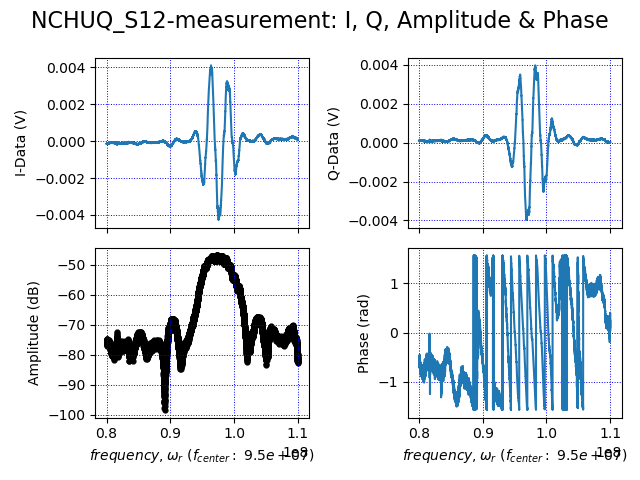 NCHUQ_S12-measurement: I, Q, Amplitude & Phase
I-Data (V)
0.004
0.002
0.000
−0.002
−0.004
Q-Data (V)
0.004
0.002
0.000
−0.002
−0.004
Amplitude (dB)
−50
−60
−70
−80
−90
−100
0.8 0.9 1.0 1.1
1e8
frequency, ωr (fcenter: 9.5e+07)
Phase (rad)
1
0
−1
0.8 0.9 1.0 1.1
1e8
frequency, ωr (fcenter: 9.5e+07)